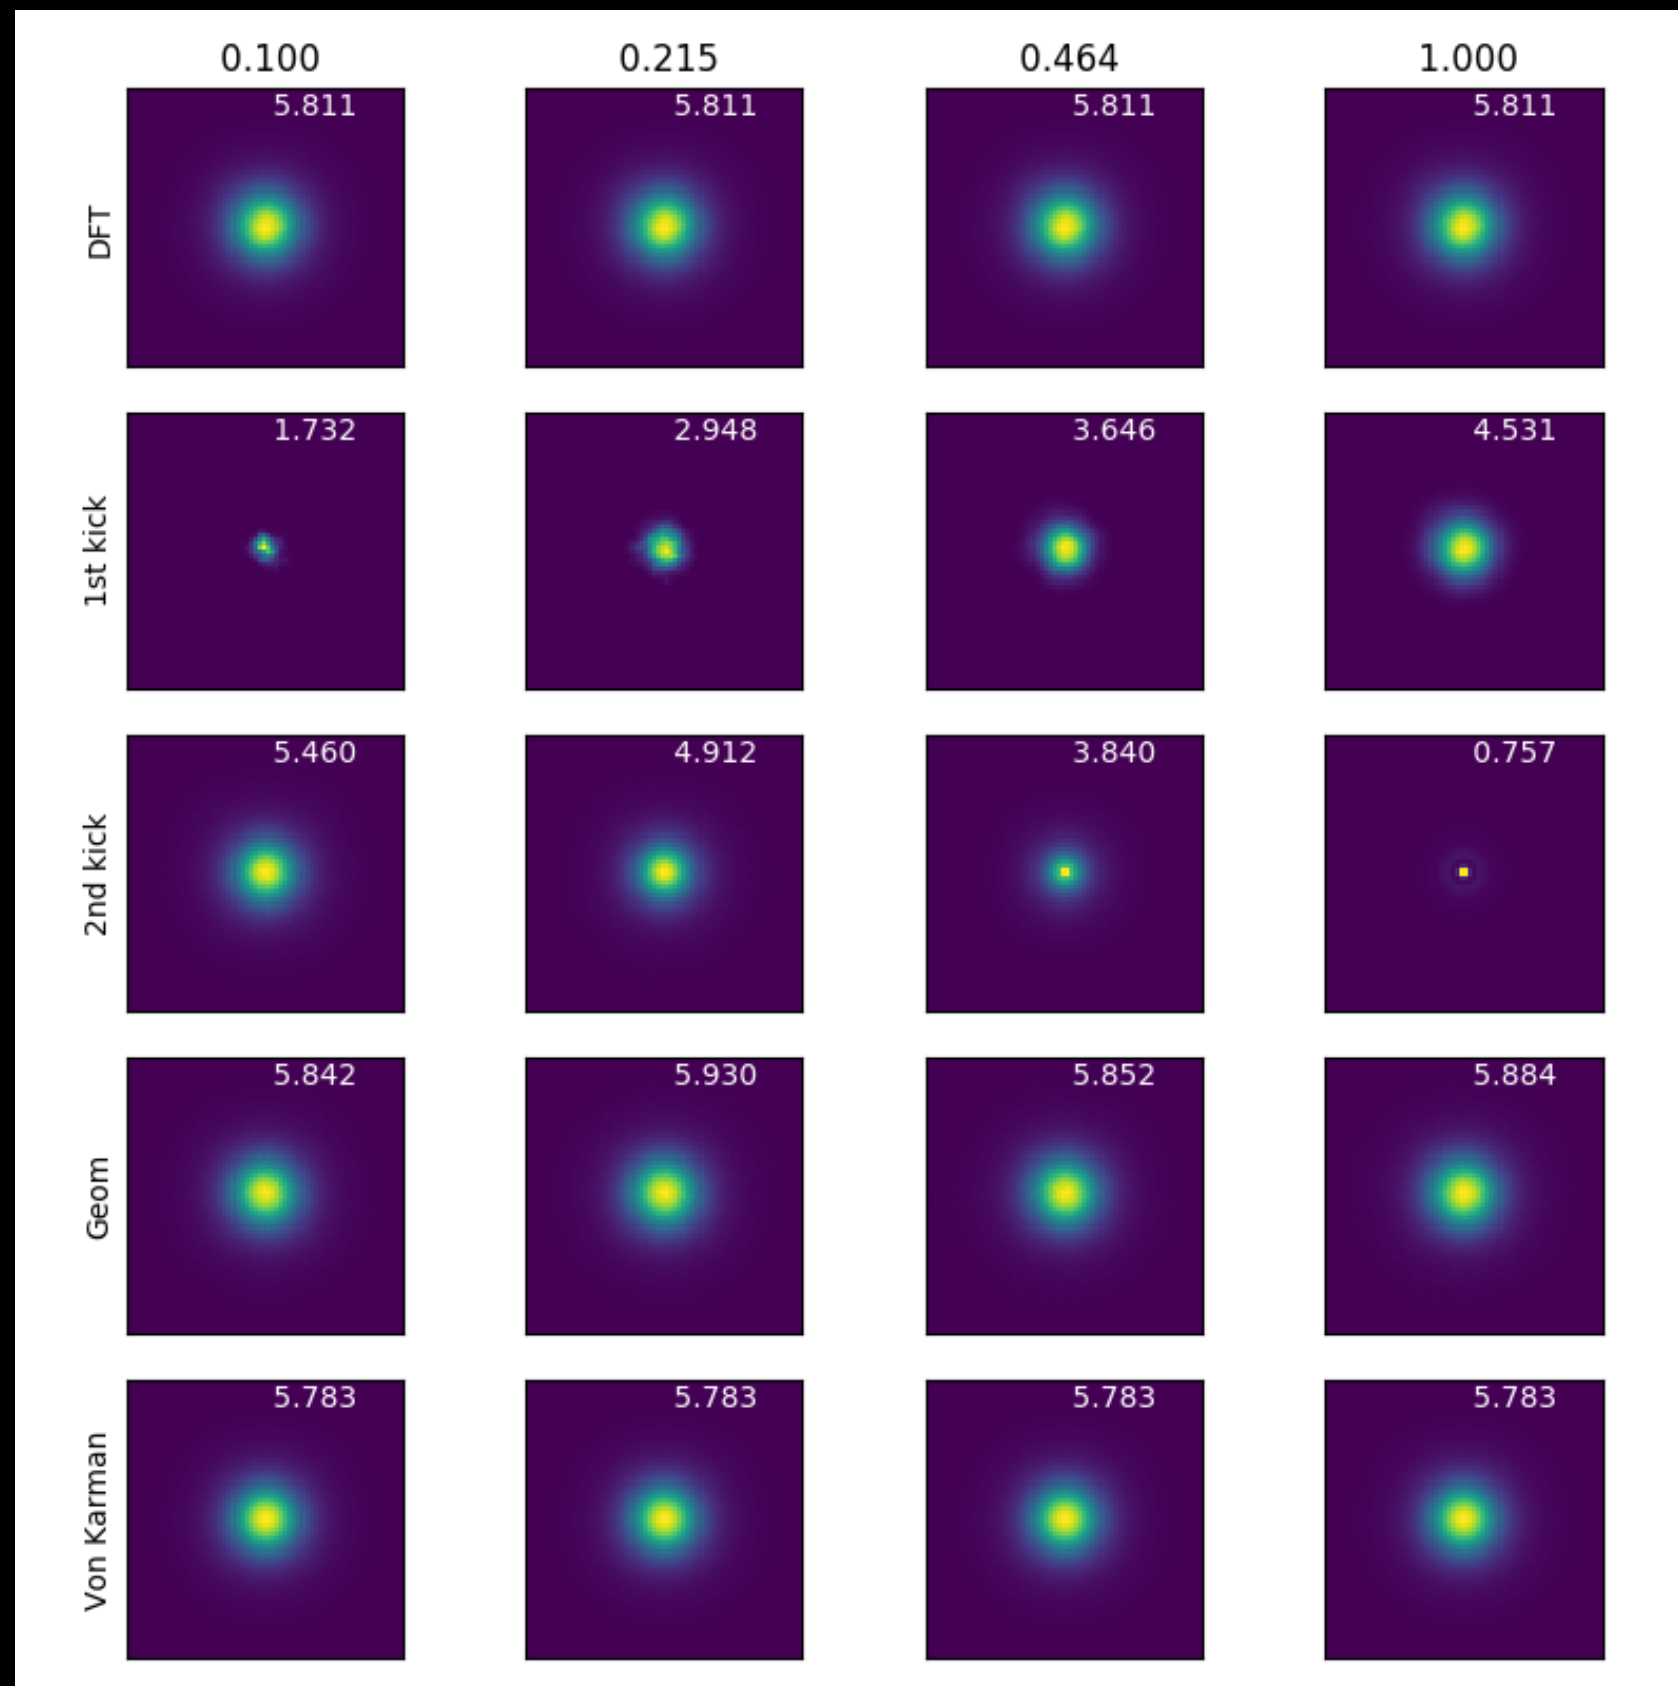 0.100 0.215 0.464 1.000
DFT 5.811 5.811 5.811 5.811
1st kick 1.732 2.948 3.646 4.531
2nd kick 5.460 4.912 3.840 0.757
Geom 5.842 5.930 5.852 5.884
Von Karman 5.783 5.783 5.783 5.783